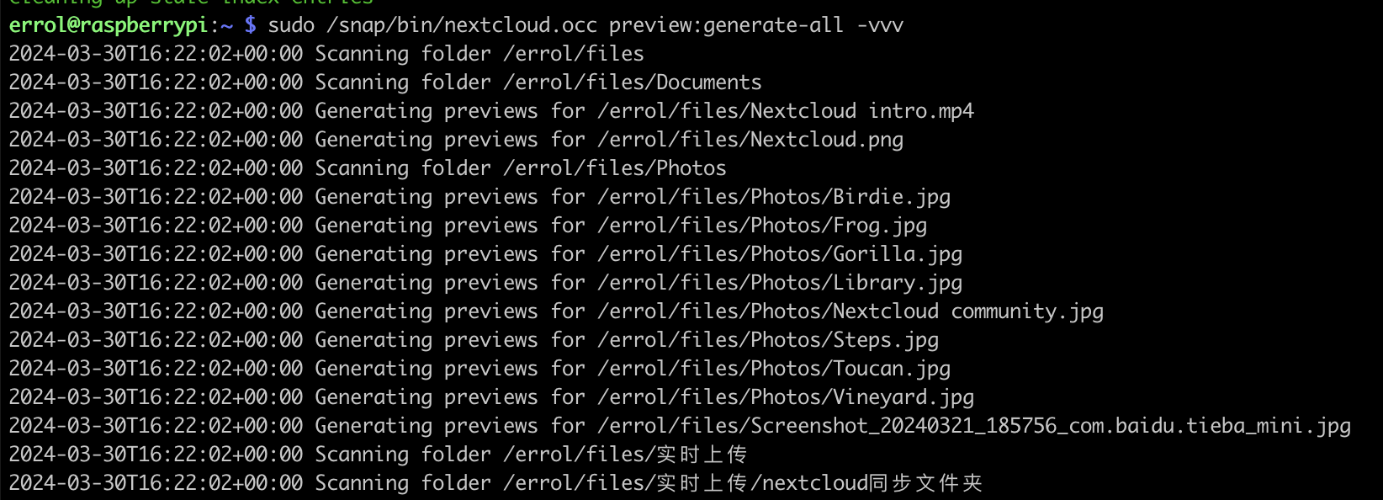 cleaning up stale index entries
errol@raspberrypi:~ $ sudo /snap/bin/nextcloud.occ preview:generate-all -vvv
2024-03-30T16:22:02+00:00 Scanning folder /errol/files
2024-03-30T16:22:02+00:00 Scanning folder /errol/files/Documents
2024-03-30T16:22:02+00:00 Generating previews for /errol/files/Nextcloud intro.mp4
2024-03-30T16:22:02+00:00 Generating previews for /errol/files/Nextcloud.png
2024-03-30T16:22:02+00:00 Scanning folder /errol/files/Photos
2024-03-30T16:22:02+00:00 Generating previews for /errol/files/Photos/Birdie.jpg
2024-03-30T16:22:02+00:00 Generating previews for /errol/files/Photos/Frog.jpg
2024-03-30T16:22:02+00:00 Generating previews for /errol/files/Photos/Gorilla.jpg
2024-03-30T16:22:02+00:00 Generating previews for /errol/files/Photos/Library.jpg
2024-03-30T16:22:02+00:00 Generating previews for /errol/files/Photos/Nextcloud community.jpg
2024-03-30T16:22:02+00:00 Generating previews for /errol/files/Photos/Steps.jpg
2024-03-30T16:22:02+00:00 Generating previews for /errol/files/Photos/Toucan.jpg
2024-03-30T16:22:02+00:00 Generating previews for /errol/files/Photos/Vineyard.jpg
2024-03-30T16:22:02+00:00 Generating previews for /errol/files/Screenshot_20240321_185756_com.baidu.tieba_mini.jpg
2024-03-30T16:22:02+00:00 Scanning folder /errol/files/实时上传
2024-03-30T16:22:02+00:00 Scanning folder /errol/files/实时上传/nextcloud同步文件夹